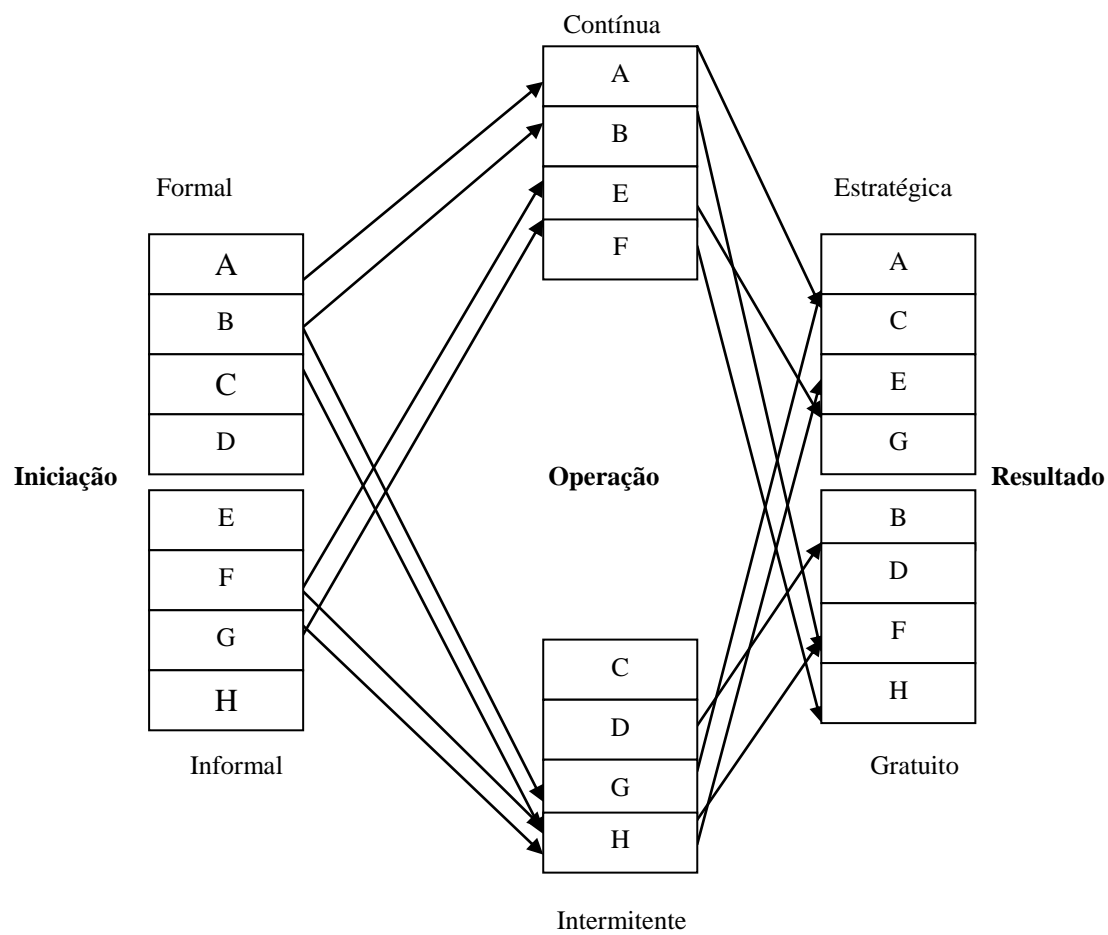 Contínua
A
B
E
F
Formal
A
B
C
D
Iniciação
E
F
G
H
Informal
Operação
C
D
G
H
Intermitente
Estratégica
A
C
E
G
Resultado
B
D
F
H
Gratuito